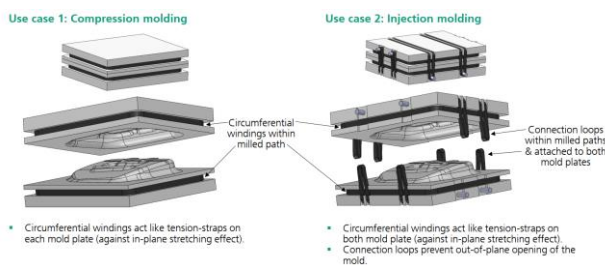 Use case 1: Compression molding
Use case 2: Injection molding
Circumferential
windings within
milled path
Connection loops
within milled paths
& attached to both
mold plates
▪ Circumferential windings act like tension-straps on
each mold plate (against in-plane stretching effect).
▪ Circumferential windings act like tension-straps on
both mold plate (against in-plane stretching effect).
▪ Connection loops prevent out-of-plane opening of the
mold.